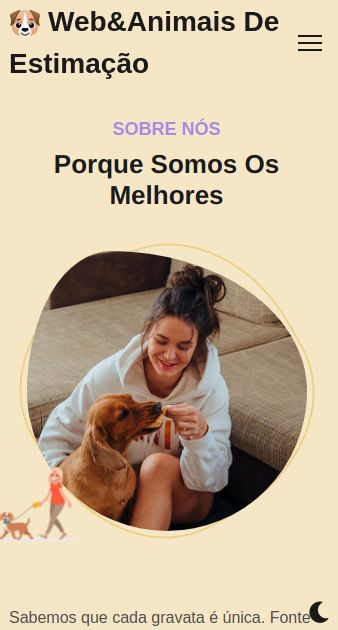 Web&Animais De
Estimação
SOBRE NÓS
Porque Somos Os
Melhores
Sabemos que cada gravata é única. Fonte